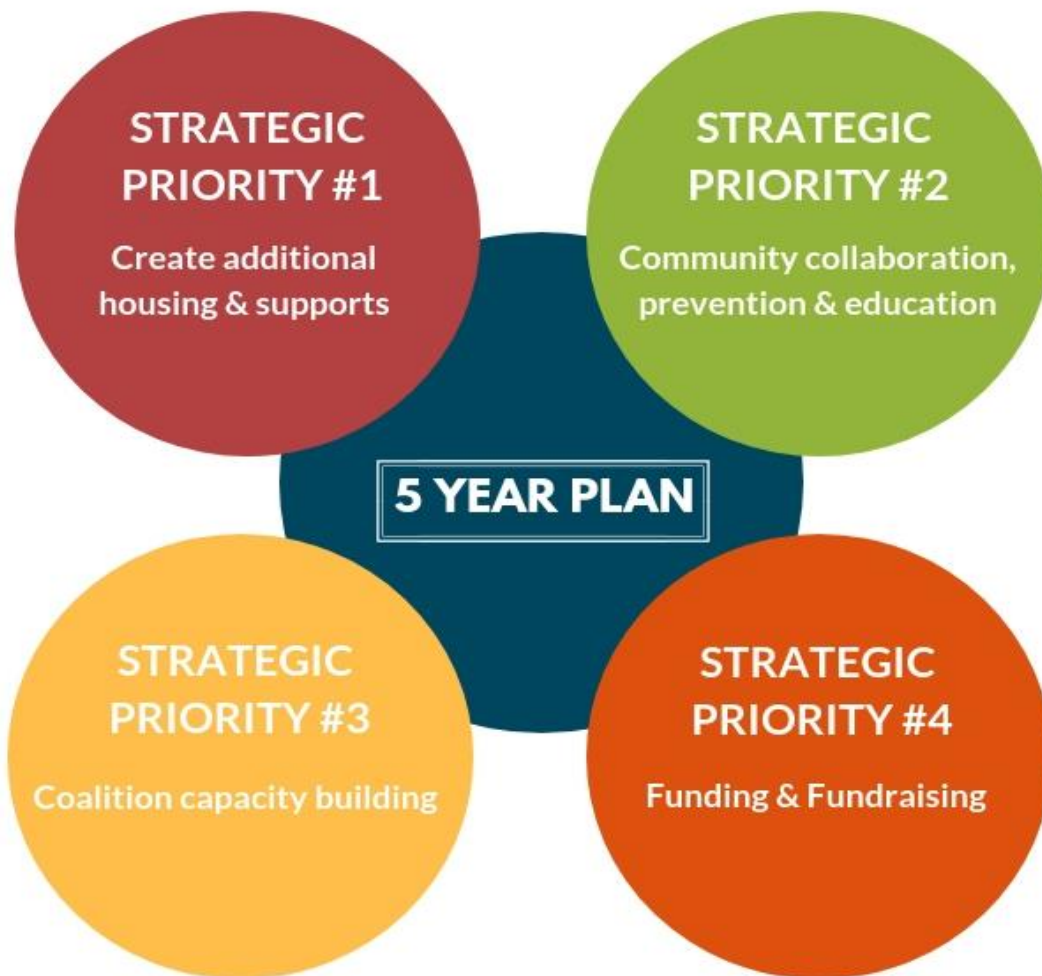 STRATEGIC
PRIORITY #1
Create additional
housing & supports
STRATEGIC
PRIORITY #2
Community collaboration,
prevention & education
5 YEAR PLAN
STRATEGIC
PRIORITY #3
Coalition capacity building
STRATEGIC
PRIORITY #4
Funding & Fundraising